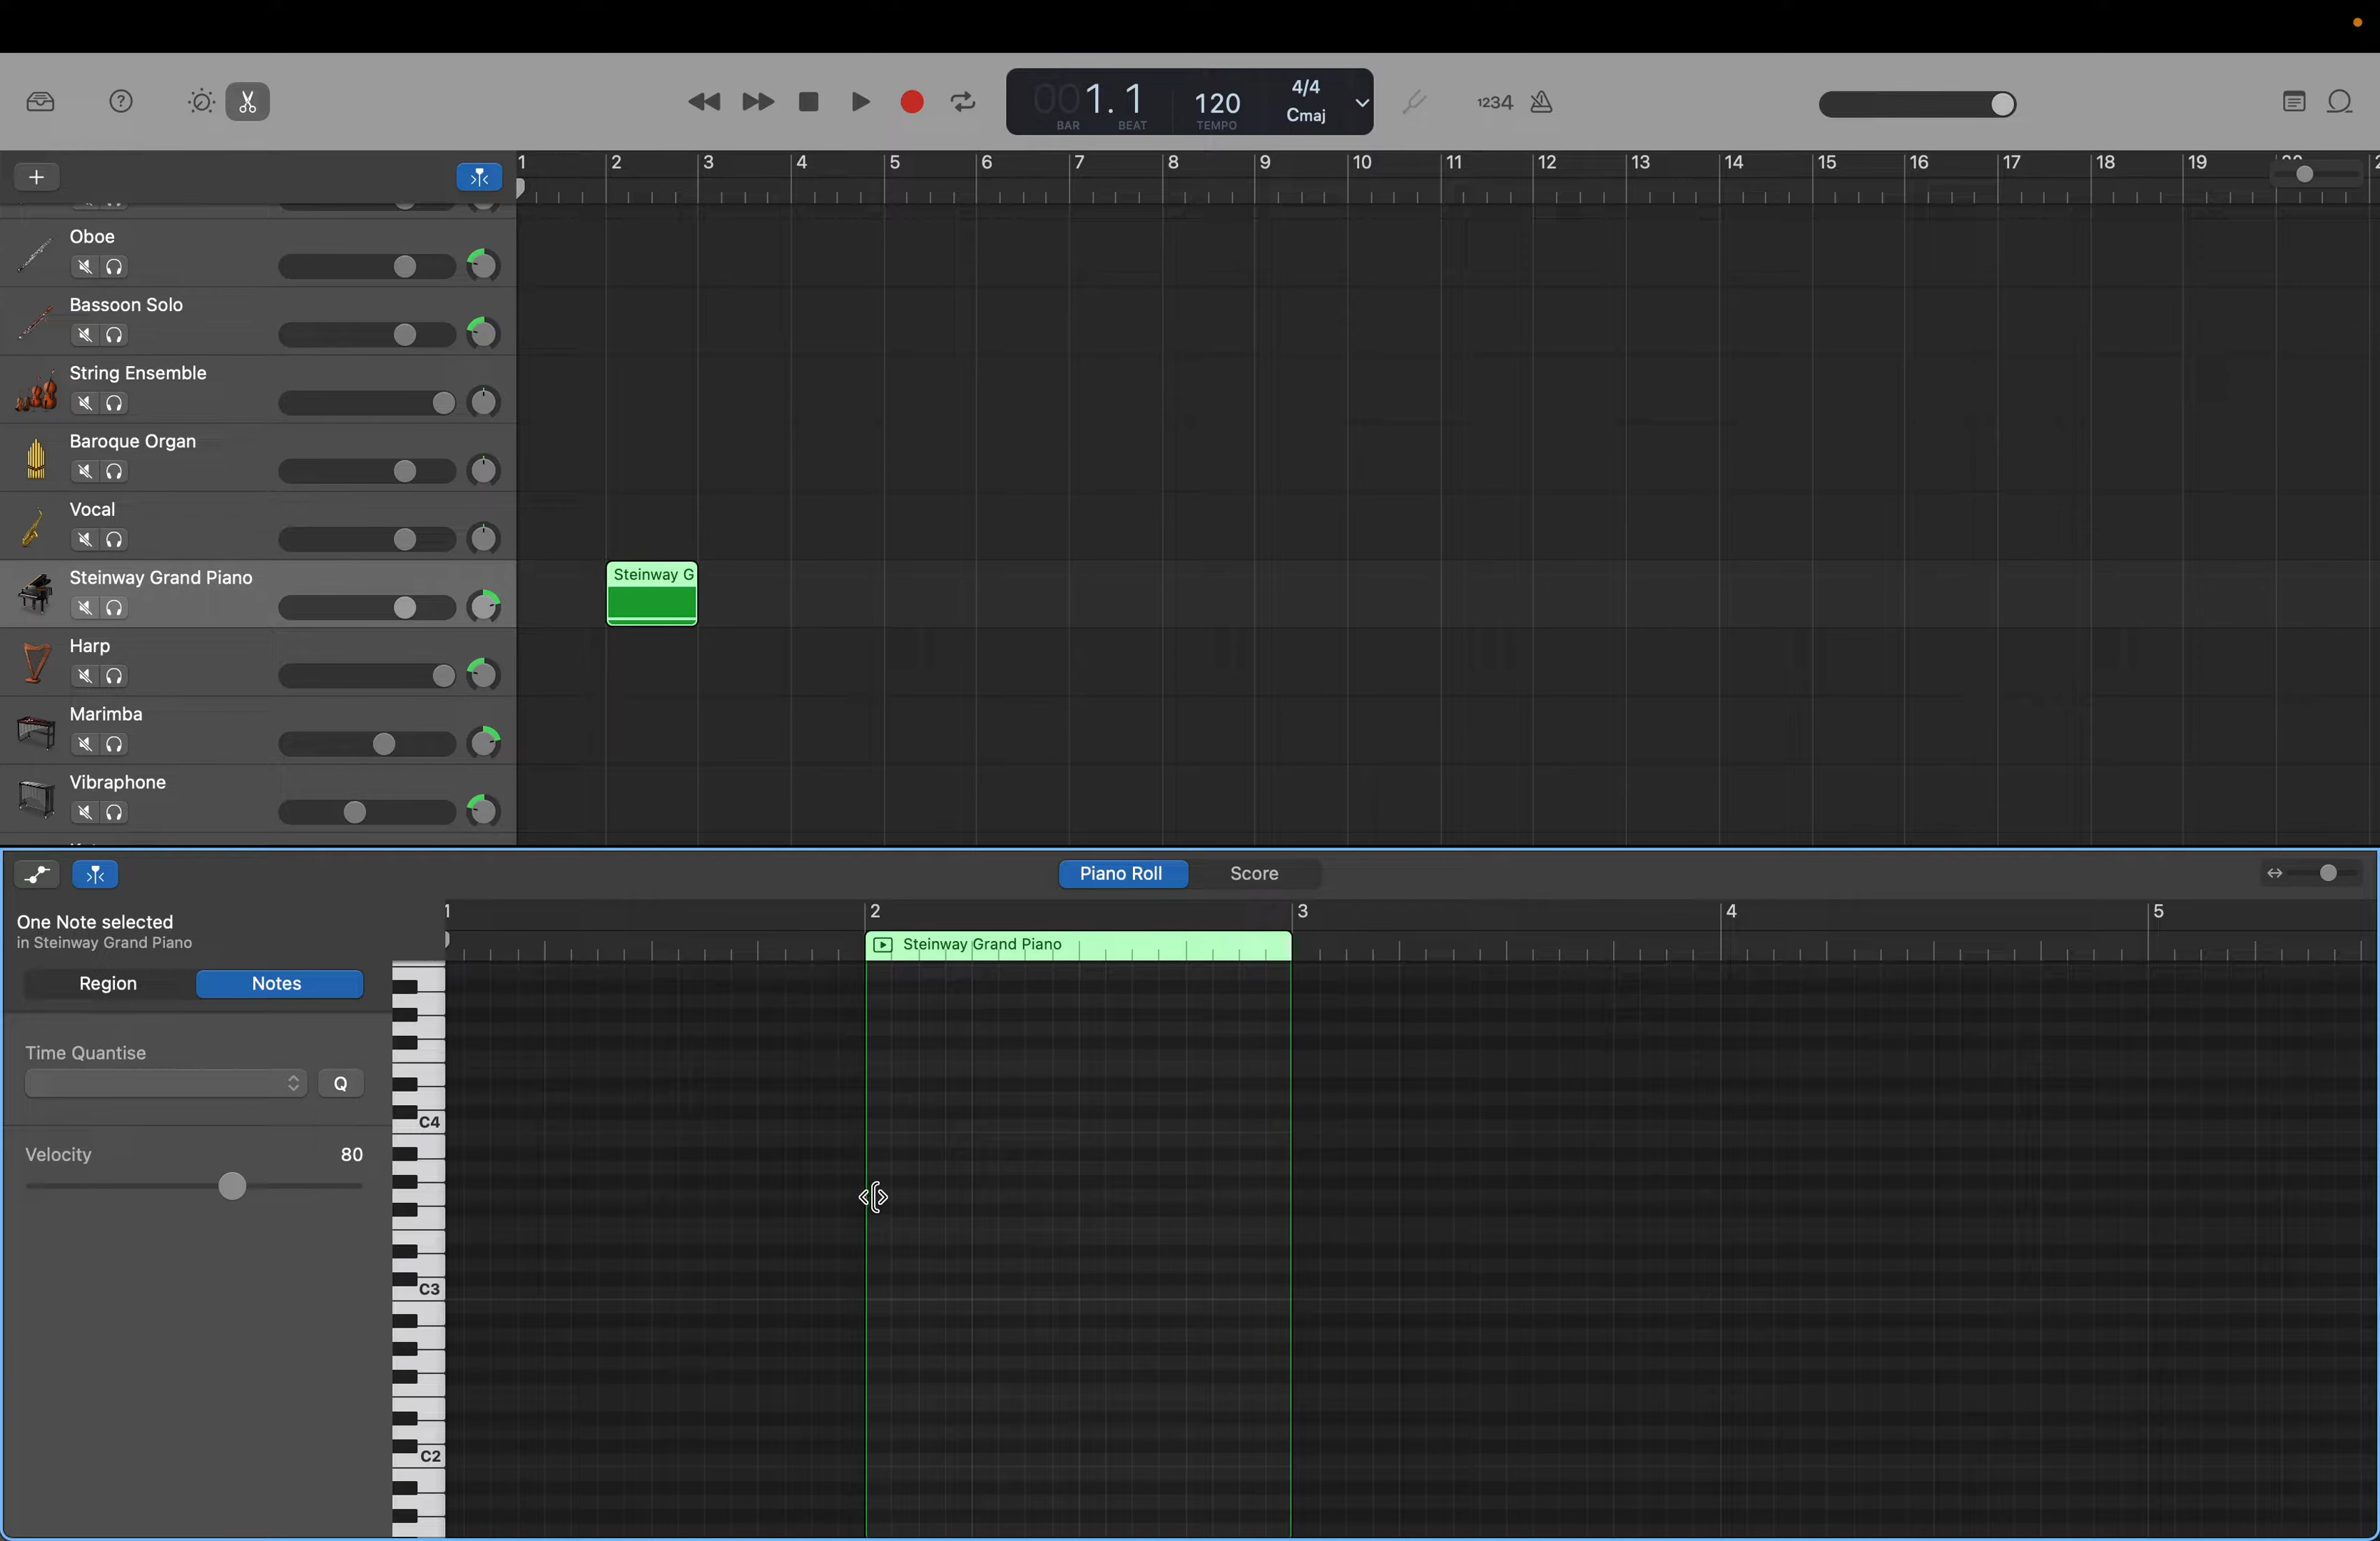 001. 1
BAR
BEAT
120
TEMPO
4/4
Cmaj
1234
1 2 3 4 5 6 7 8 9 10 11 12 13 14 15 16 17 18 19
Oboe
Bassoon Solo
String Ensemble
Baroque Organ
Vocal
Steinway Grand Piano
Steinway G
Harp
Marimba
Vibraphone
Piano Roll
Score
One Note selected
in Steinway Grand Piano
1 2 3 4 5
Steinway Grand Piano
Region
Notes
Time Quantise
Q
Velocity
80
C4
C3
C2